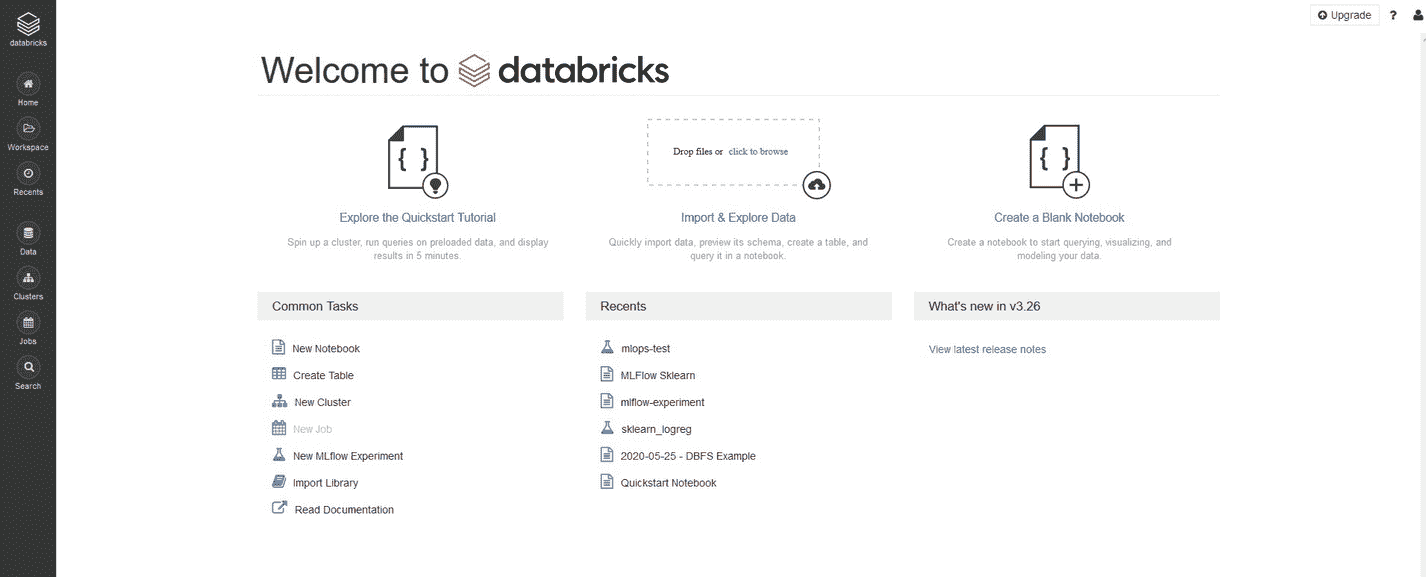 databricks
Home
Workspace
Recents
Data
Clusters
Jobs
Search
Upgrade ?
Welcome to databricks
{ }
Explore the Quickstart Tutorial
Spin up a cluster, run queries on preloaded data, and display
results in 5 minutes.
Drop files or click to browse
Import & Explore Data
Quickly import data, preview its schema, create a table, and
query it in a notebook.
{ }
Create a Blank Notebook
Create a notebook to start querying, visualizing, and
modeling your data.
Common Tasks
New Notebook
Create Table
New Cluster
New Job
New MLflow Experiment
Import Library
Read Documentation
Recents
mlops-test
MLFlow Sklearn
mlflow-experiment
sklearn_logreg
2020-05-25 - DBFS Example
Quickstart Notebook
What's new in v3.26
View latest release notes